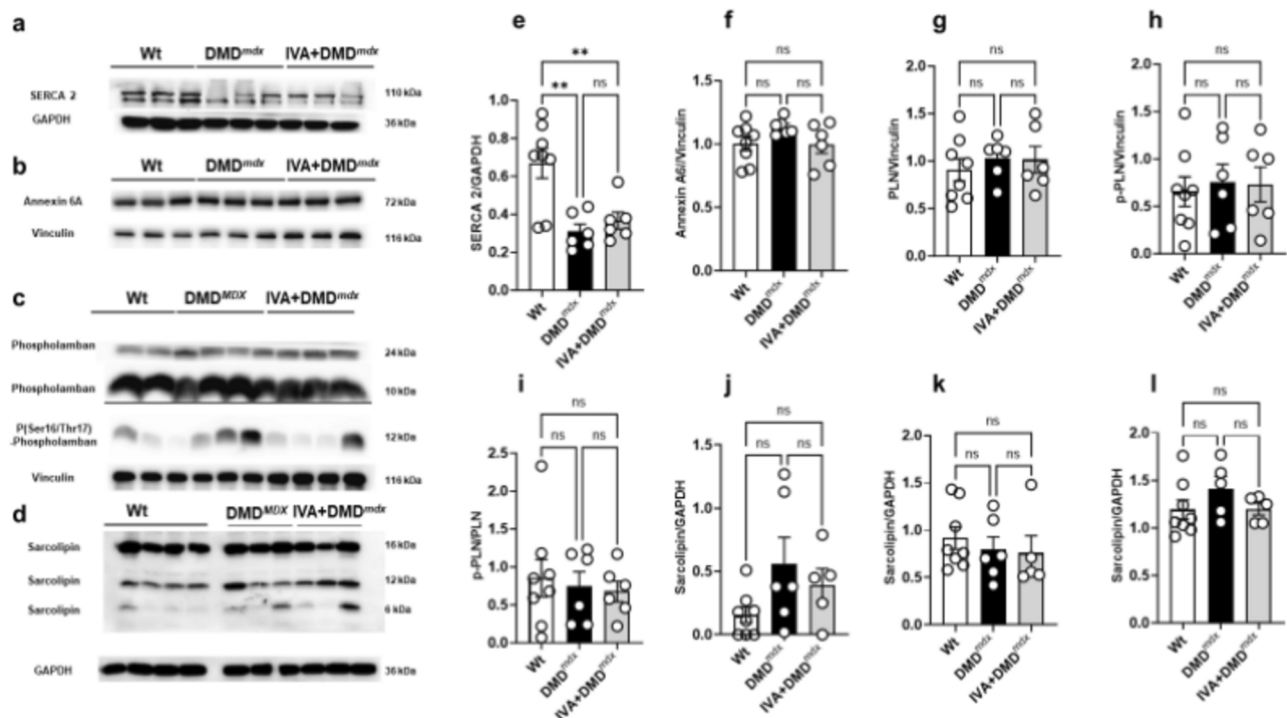 a
Wt DMDmdx IVA+DMDmdx
SERCA 2 110 kDa
GAPDH 36 kDa
b
Wt DMDmdx IVA+DMDmdx
Annexin 6A 72 kDa
Vinculin 116 kDa
c
Wt DMDMDX IVA+DMDmdx
Phospholamban 24 kDa
Phospholamban 10 kDa
P(Ser16/Thr17)
-Phospholamban 12 kDa
Vinculin 116 kDa
d
Wt DMDMDX IVA+DMDmdx
Sarcolipin 16 kDa
Sarcolipin 12 kDa
Sarcolipin 6 kDa
GAPDH 36 kDa
e
**
** ns
SERCA 2/GAPDH
1.0
0.8
0.6
0.4
0.2
0.0
Wt DMDmdx IVA+DMDmdx
f
ns
ns ns
Annexin A6//Vinculin
1.5
1.0
0.5
0.0
Wt DMDmdx IVA+DMDmdx
g
ns
ns ns
PLN/Vinculin
2.0
1.5
1.0
0.5
0.0
Wt DMDmdx IVA+DMDmdx
h
ns
ns ns
p-PLN/Vinculin
2.0
1.5
1.0
0.5
0.0
Wt DMDmdx IVA+DMDmdx
i
ns
ns ns
p-PLN/PLN
2.5
2.0
1.5
1.0
0.5
0.0
Wt DMDmdx IVA+DMDmdx
j
ns
ns ns
Sarcolipin/GAPDH
1.5
1.0
0.5
0.0
Wt DMDmdx IVA+DMDmdx
k
ns
ns ns
Sarcolipin/GAPDH
2.0
1.5
1.0
0.5
0.0
Wt DMDmdx IVA+DMDmdx
l
ns
ns ns
Sarcolipin/GAPDH
2.0
1.5
1.0
0.5
0.0
Wt DMDmdx IVA+DMDmdx